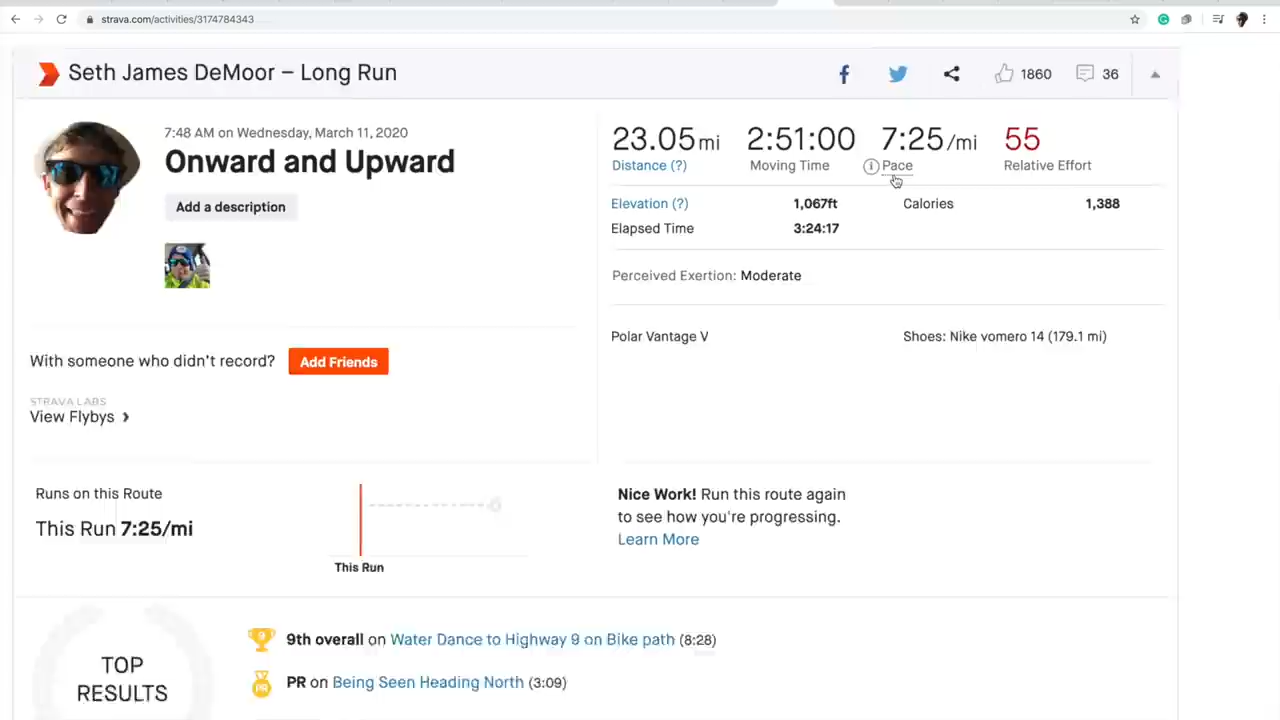 strava.com/activities/3174784343
Seth James DeMoor – Long Run
1860
36
7:48 AM on Wednesday, March 11, 2020
Onward and Upward
Add a description
23.05mi
2:51:00
7:25/mi
55
Distance (?)
Moving Time
Pace
Relative Effort
Elevation (?)
1,067ft
Calories
1,388
Elapsed Time
3:24:17
Perceived Exertion: Moderate
Polar Vantage V
Shoes: Nike vomero 14 (179.1 mi)
With someone who didn't record?
Add Friends
STRAVA LABS
View Flybys
Runs on this Route
This Run 7:25/mi
This Run
Nice Work! Run this route again
to see how you're progressing.
Learn More
TOP
RESULTS
9th overall on Water Dance to Highway 9 on Bike path (8:28)
PR
PR on Being Seen Heading North (3:09)